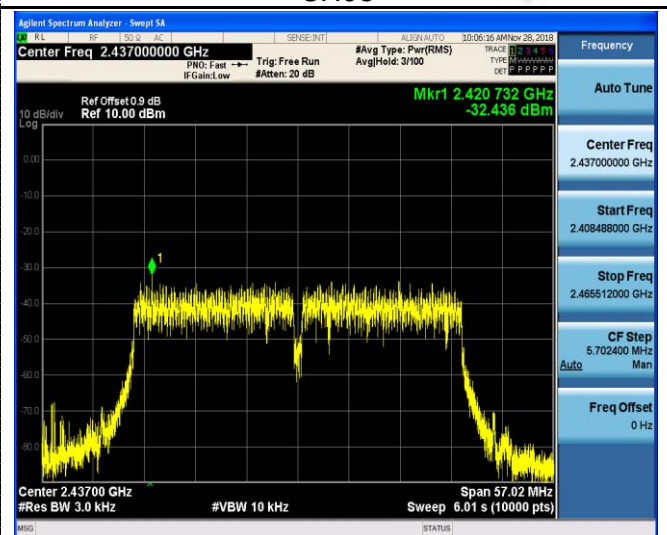 Agilent Spectrum Analyzer - Swept SA
RL RF 50 Ω AC SENSE:INT ALIGN AUTO 10:06:16 AM Nov 28, 2018
Center Freq 2.437000000 GHz
PNO: Fast
IFGain:Low
Trig: Free Run
#Atten: 20 dB
#Avg Type: Pwr(RMS)
Avg|Hold: 3/100
TRACE 1 2 3 4 5 6
TYPE M
DET P P P P P P
Mkr1 2.420 732 GHz
-32.436 dBm
Ref Offset 0.9 dB
10 dB/div Ref 10.00 dBm
Log
0.00
-10.0
-20.0
-30.0
-40.0
-50.0
-60.0
-70.0
-80.0
1
Center 2.43700 GHz Span 57.02 MHz
#Res BW 3.0 kHz #VBW 10 kHz Sweep 6.01 s (10000 pts)
MSG STATUS
Frequency
Auto Tune
Center Freq
2.437000000 GHz
Start Freq
2.408488000 GHz
Stop Freq
2.465512000 GHz
CF Step
5.702400 MHz
Auto Man
Freq Offset
0 Hz